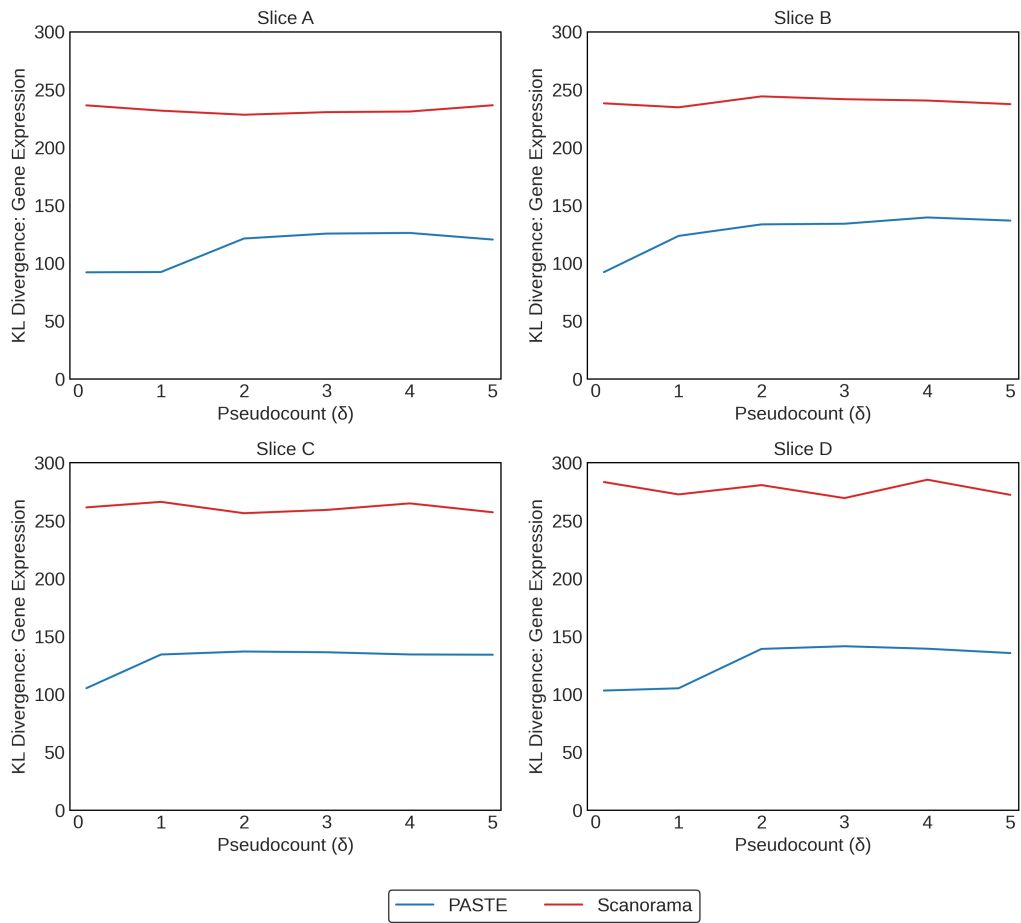 Slice A
KL Divergence: Gene Expression
300
250
200
150
100
50
0
0 1 2 3 4 5
Pseudocount (δ)
Slice B
KL Divergence: Gene Expression
300
250
200
150
100
50
0
0 1 2 3 4 5
Pseudocount (δ)
Slice C
KL Divergence: Gene Expression
300
250
200
150
100
50
0
0 1 2 3 4 5
Pseudocount (δ)
Slice D
KL Divergence: Gene Expression
300
250
200
150
100
50
0
0 1 2 3 4 5
Pseudocount (δ)
PASTE Scanorama